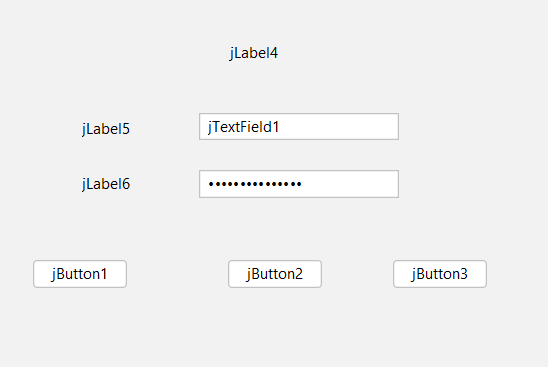 jLabel4
jLabel5 jTextField1
jLabel6 •••••••••••••••
jButton1 jButton2 jButton3